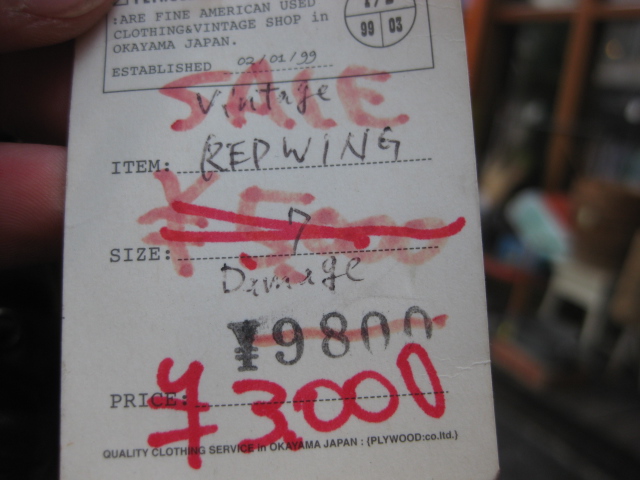 :ARE FINE AMERICAN USED
CLOTHING&VINTAGE SHOP in
OKAYAMA JAPAN.
99 03
ESTABLISHED 02/01/99
SALE
Vintage
ITEM: REDWING
¥5000
SIZE: 7
Damage
¥9800
PRICE: ¥3000
QUALITY CLOTHING SERVICE in OKAYAMA JAPAN : (PLYWOOD:co.ltd.)